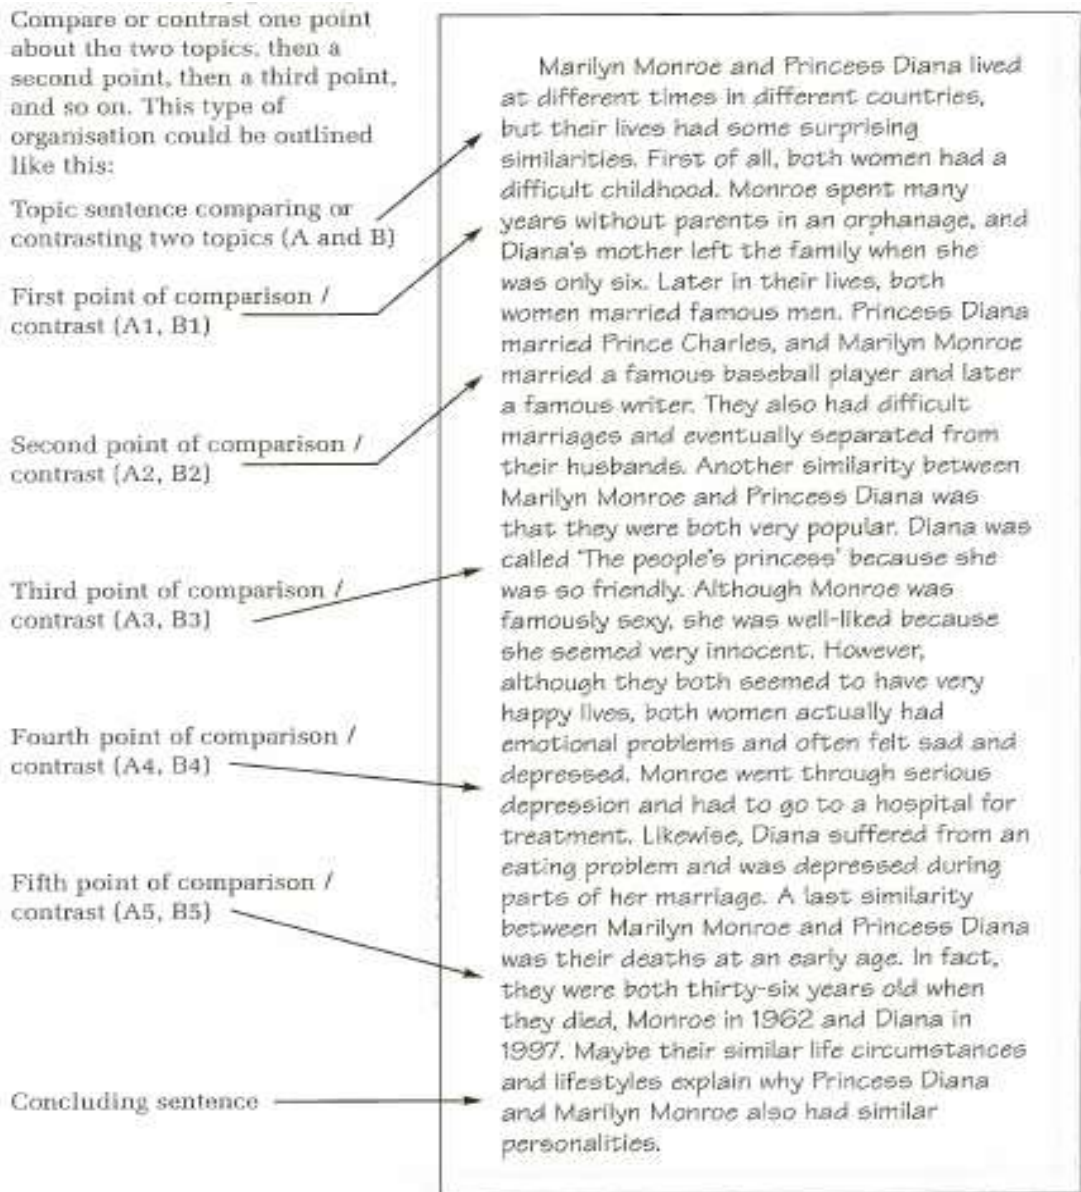 Compare or contrast one point
about the two topics, then a
second point, then a third point,
and so on. This type of
organisation could be outlined
like this:
Topic sentence comparing or
contrasting two topics (A and B)
First point of comparison /
contrast (A1, B1)
Second point of comparison /
contrast (A2, B2)
Third point of comparison /
contrast (A3, B3)
Fourth point of comparison /
contrast (A4, B4)
Fifth point of comparison /
contrast (A5, B5)
Concluding sentence
Marilyn Monroe and Princess Diana lived
at different times in different countries,
but their lives had some surprising
similarities. First of all, both women had a
difficult childhood. Monroe spent many
years without parents in an orphanage, and
Diana's mother left the family when she
was only six. Later in their lives, both
women married famous men. Princess Diana
married Prince Charles, and Marilyn Monroe
married a famous baseball player and later
a famous writer. They also had difficult
marriages and eventually separated from
their husbands. Another similarity between
Marilyn Monroe and Princess Diana was
that they were both very popular. Diana was
called 'The people's princess' because she
was so friendly. Although Monroe was
famously sexy, she was well-liked because
she seemed very innocent. However,
although they both seemed to have very
happy lives, both women actually had
emotional problems and often felt sad and
depressed. Monroe went through serious
depression and had to go to a hospital for
treatment. Likewise, Diana suffered from an
eating problem and was depressed during
parts of her marriage. A last similarity
between Marilyn Monroe and Princess Diana
was their deaths at an early age. In fact,
they were both thirty-six years old when
they died, Monroe in 1962 and Diana in
1997. Maybe their similar life circumstances
and lifestyles explain why Princess Diana
and Marilyn Monroe also had similar
personalities.